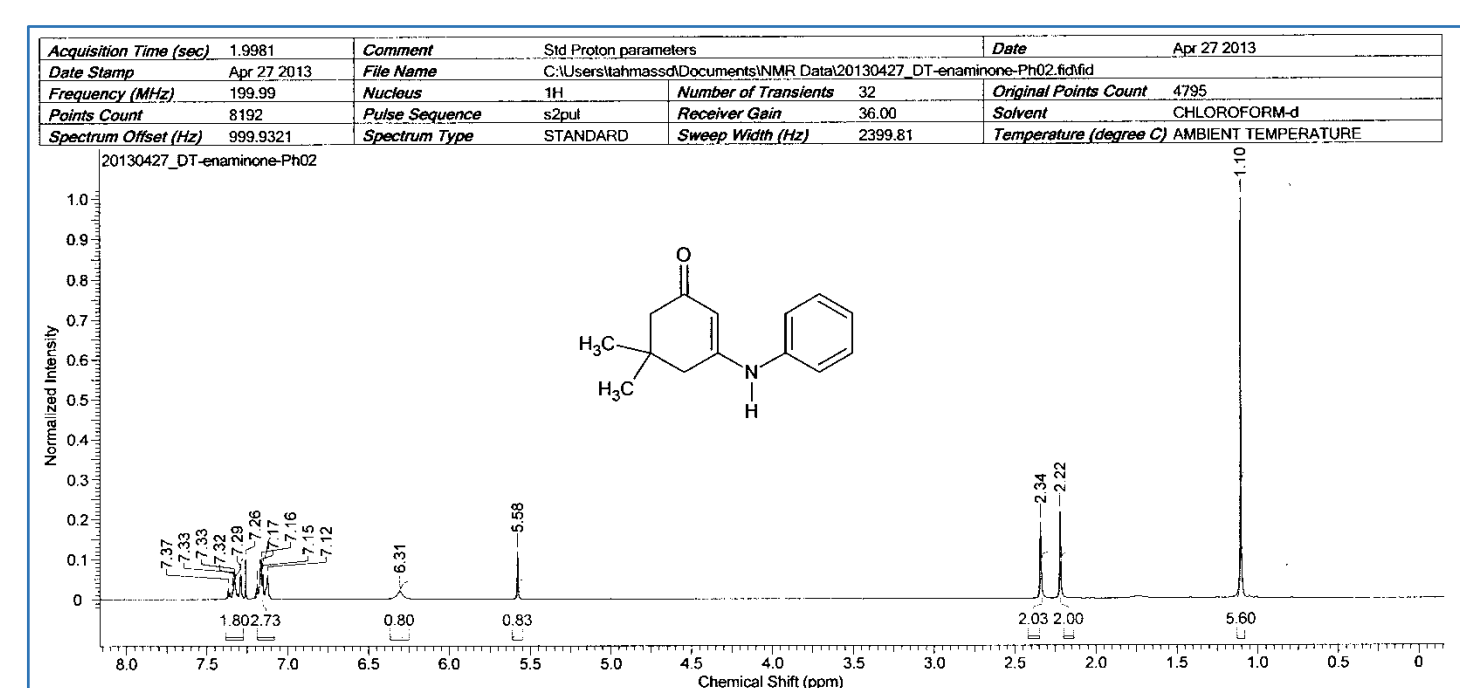 Acquisition Time (sec) 1.9981 Comment Std Proton parameters Date Apr 27 2013
Date Stamp Apr 27 2013 File Name C:\Users\tahmassd\Documents\NMR Data\20130427_DT-enaminone-Ph02.fid\fid
Frequency (MHz) 199.99 Nucleus 1H Number of Transients 32 Original Points Count 4795
Points Count 8192 Pulse Sequence s2pul Receiver Gain 36.00 Solvent CHLOROFORM-d
Spectrum Offset (Hz) 999.9321 Spectrum Type STANDARD Sweep Width (Hz) 2399.81 Temperature (degree C) AMBIENT TEMPERATURE
20130427_DT-enaminone-Ph02
1.10
1.0
0.9
0.8
0.7
0.6
0.5
0.4
0.3
0.2
0.1
0
Normalized Intensity
O
H3C
H3C
N
H
7.37
7.33
7.33
7.32
7.29
7.26
7.17
7.16
7.15
7.12
6.31
5.58
2.34
2.22
1.80 2.73 0.80 0.83 2.03 2.00 5.60
8.0 7.5 7.0 6.5 6.0 5.5 5.0 4.5 4.0 3.5 3.0 2.5 2.0 1.5 1.0 0.5 0
Chemical Shift (ppm)